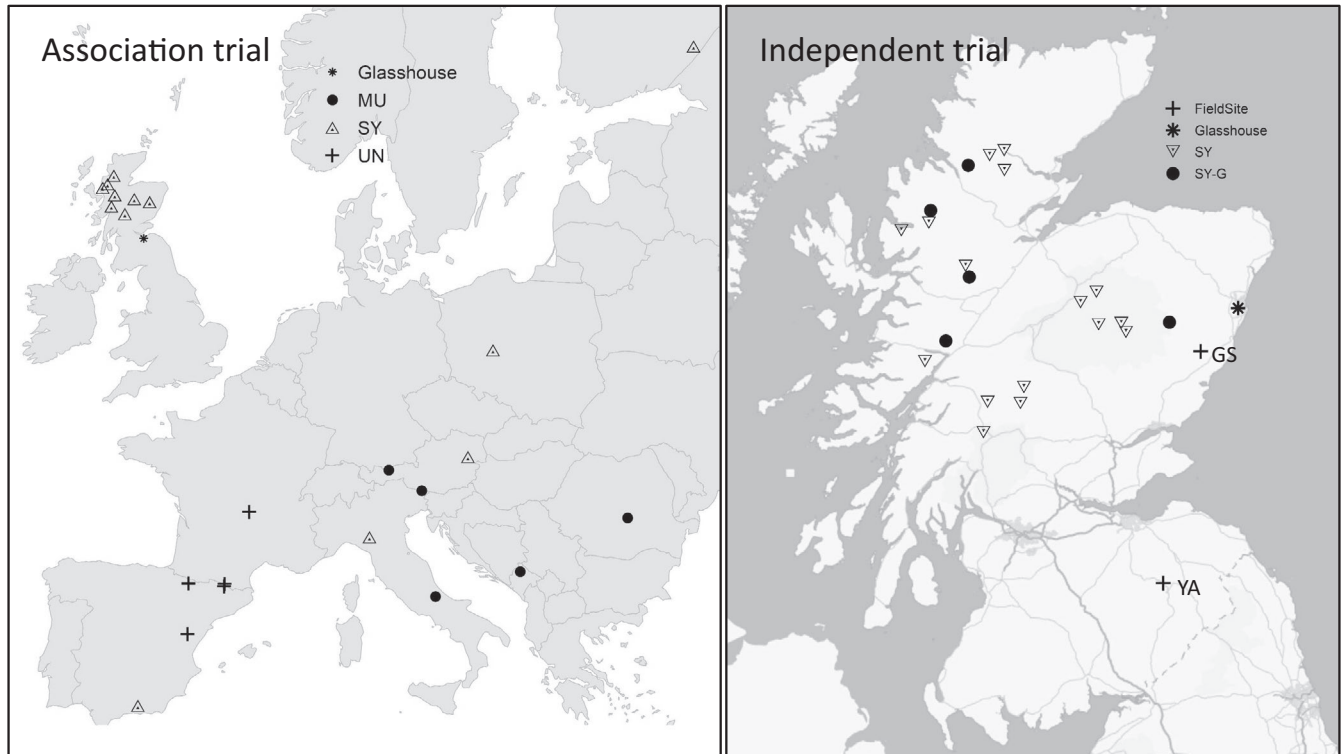 Association trial
Glasshouse
MU
SY
UN
Independent trial
FieldSite
Glasshouse
SY
SY-G
GS
YA